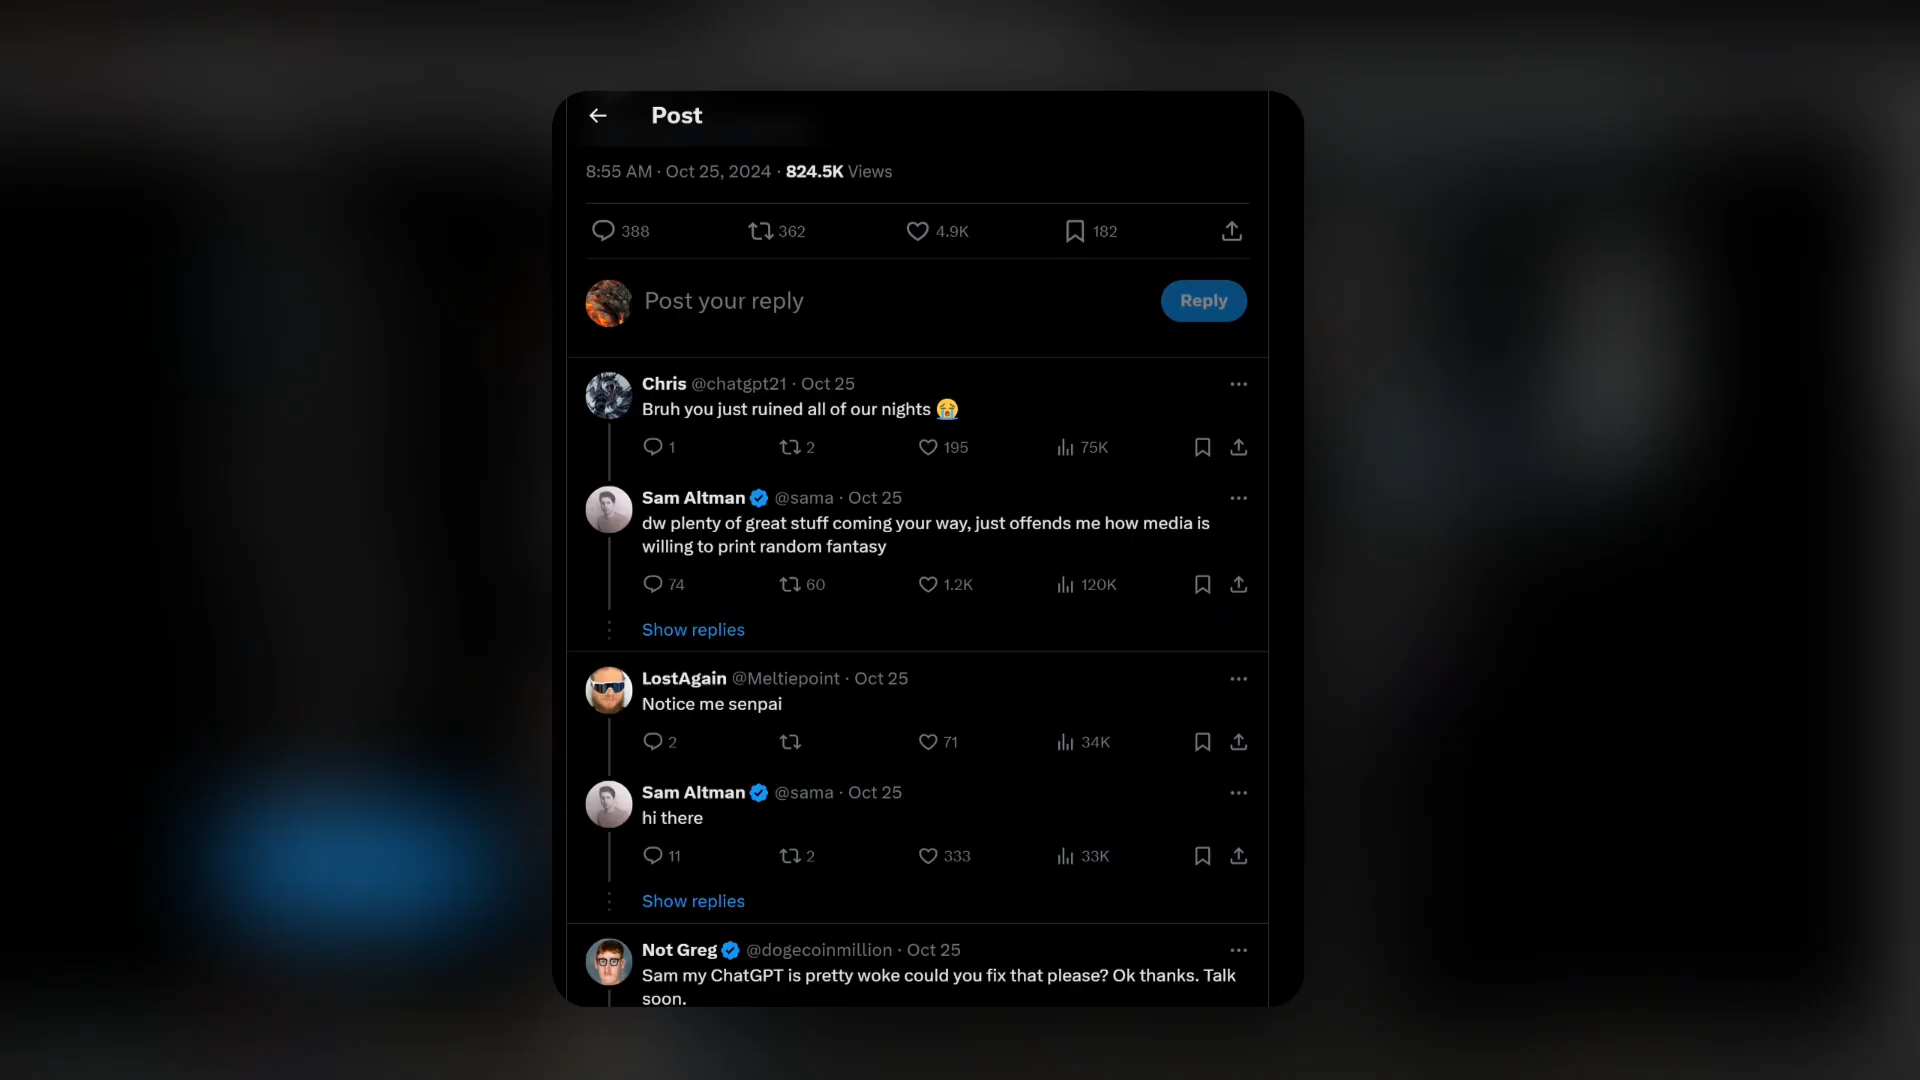 Post
8:55 AM · Oct 25, 2024 · 824.5K Views
388 362 4.9K 182
Post your reply
Reply
Chris @chatgpt21 · Oct 25
Bruh you just ruined all of our nights 😭
1 2 195 75K
Sam Altman @sama · Oct 25
dw plenty of great stuff coming your way, just offends me how media is
willing to print random fantasy
74 60 1.2K 120K
Show replies
LostAgain @Meltiepoint · Oct 25
Notice me senpai
2 71 34K
Sam Altman @sama · Oct 25
hi there
11 2 333 33K
Show replies
Not Greg @dogecoinmillion · Oct 25
Sam my ChatGPT is pretty woke could you fix that please? Ok thanks. Talk
soon.